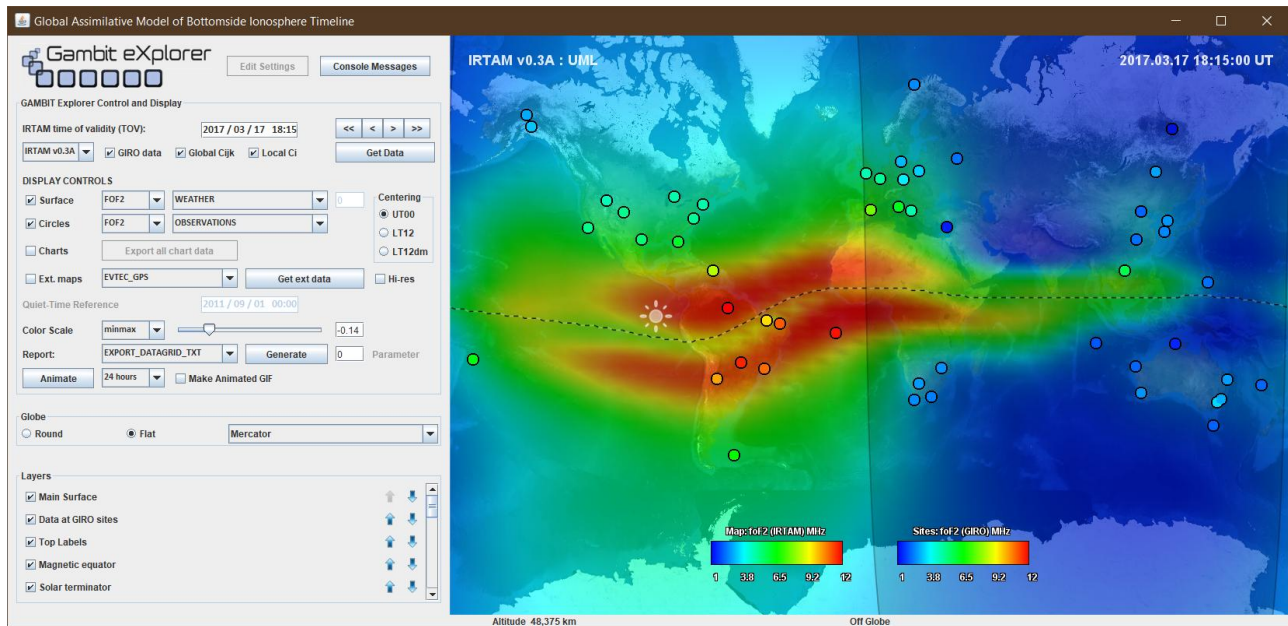 Global Assimilative Model of Bottomside Ionosphere Timeline
Gambit eXplorer
Edit Settings
Console Messages
GAMBIT Explorer Control and Display
IRTAM time of validity (TOV):
2017 / 03 / 17 18:15
<< < > >>
IRTAM v0.3A
GIRO data
Global Cijk
Local Ci
Get Data
DISPLAY CONTROLS
Surface
FOF2
WEATHER
0
Centering
UT00
Circles
FOF2
OBSERVATIONS
LT12
Charts
Export all chart data
LT12dm
Ext. maps
EVTEC_GPS
Get ext data
Hi-res
Quiet-Time Reference
2011 / 09 / 01 00:00
Color Scale
minmax
-0.14
Report:
EXPORT_DATAGRID_TXT
Generate
0
Parameter
Animate
24 hours
Make Animated GIF
Globe
Round
Flat
Mercator
Layers
Main Surface
Data at GIRO sites
Top Labels
Magnetic equator
Solar terminator
IRTAM v0.3A : UML
2017.03.17 18:15:00 UT
Map:foF2 (IRTAM) MHz
1 3.8 6.5 9.2 12
Sites: foF2 (GIRO) MHz
1 3.8 6.5 9.2 12
Altitude 48,375 km
Off Globe